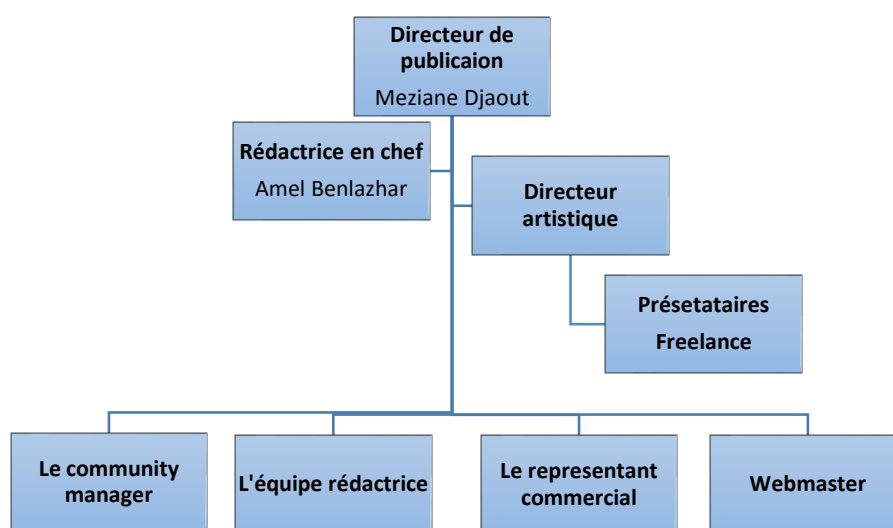 Directeur de
publicaion
Meziane Djaout
Rédactrice en chef
Amel Benlazhar
Directeur
artistique
Présetataires
Freelance
Le community
manager
L'équipe rédactrice
Le representant
commercial
Webmaster